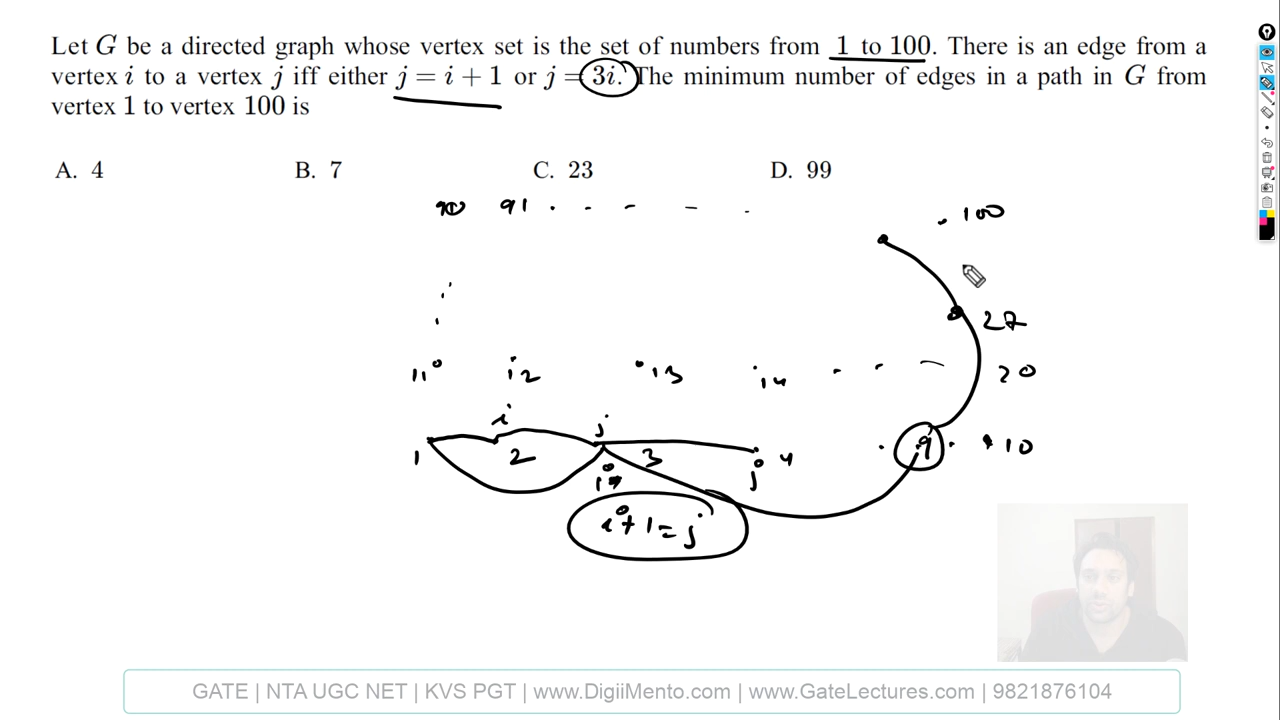 Let G be a directed graph whose vertex set is the set of numbers from 1 to 100. There is an edge from a
vertex i to a vertex j iff either j = i + 1 or j = 3i. The minimum number of edges in a path in G from
vertex 1 to vertex 100 is
A. 4 B. 7 C. 23 D. 99
91 100
27
11 12 13 14 20
i j
1 2 3 4 9 10
i j
i+1=j
GATE | NTA UGC NET | KVS PGT | www.DigiiMento.com | www.GateLectures.com | 9821876104